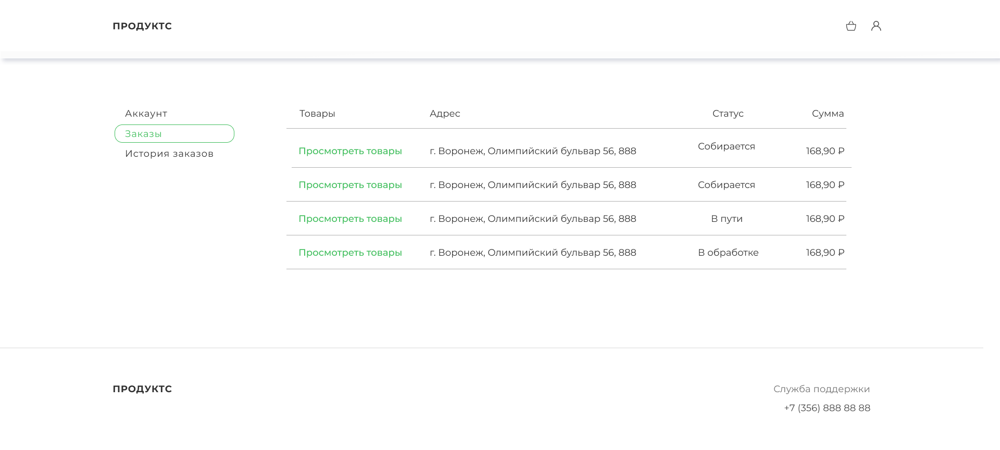 ПРОДУКТС
Аккаунт
Заказы
История заказов
Товары Адрес Статус Сумма
Просмотреть товары г. Воронеж, Олимпийский бульвар 56, 888 Собирается 168,90 ₽
Просмотреть товары г. Воронеж, Олимпийский бульвар 56, 888 Собирается 168,90 ₽
Просмотреть товары г. Воронеж, Олимпийский бульвар 56, 888 В пути 168,90 ₽
Просмотреть товары г. Воронеж, Олимпийский бульвар 56, 888 В обработке 168,90 ₽
ПРОДУКТС
Служба поддержки
+7 (356) 888 88 88